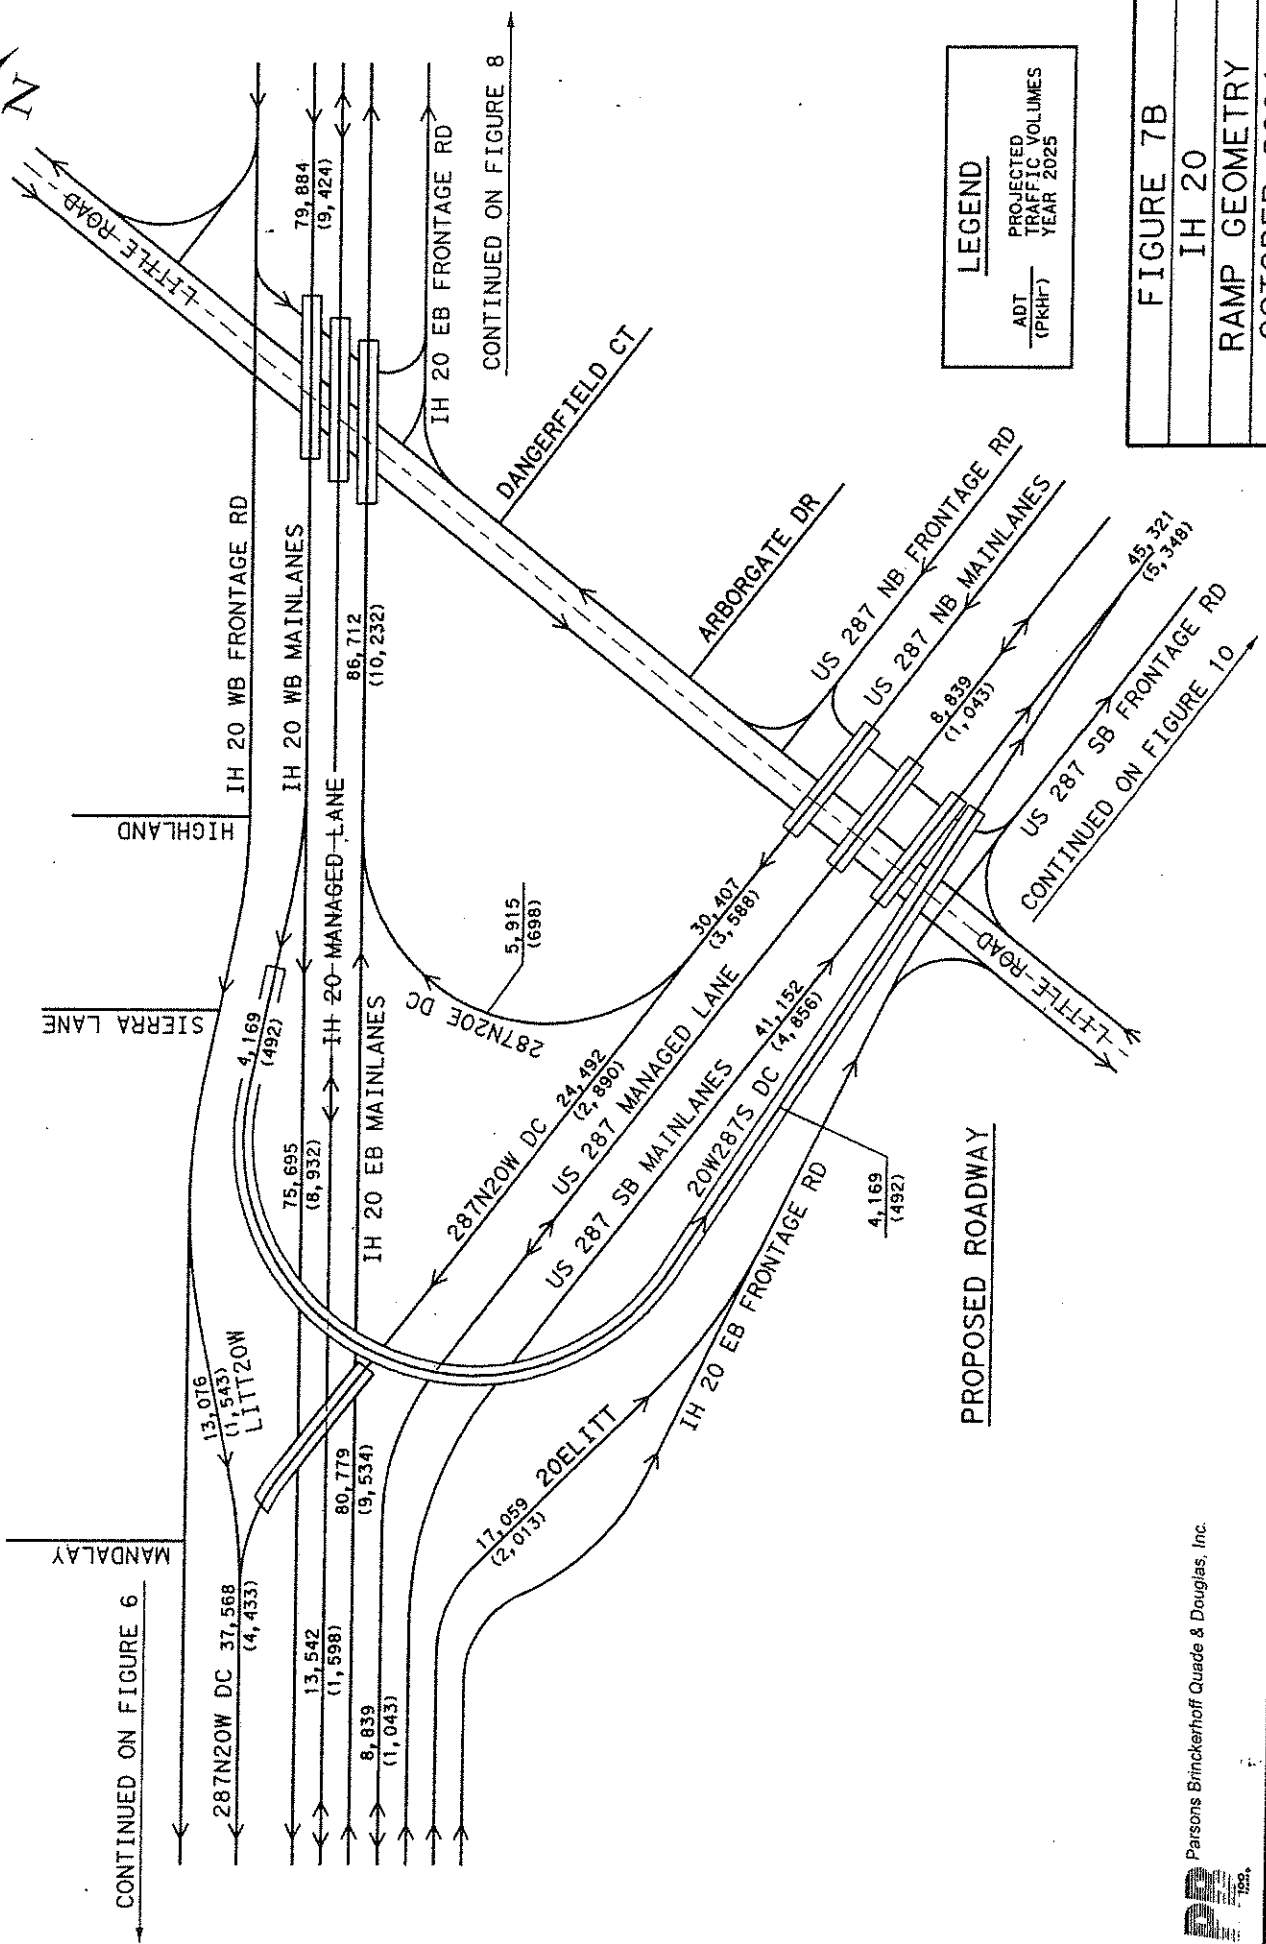 N
CONTINUED ON FIGURE 6
CONTINUED ON FIGURE 8
MANDALAY
SIERRA LANE
HIGHLAND
LITTLE ROAD
IH 20 WB FRONTAGE RD
IH 20 WB MAINLANES
IH 20 MANAGED LANE
IH 20 EB MAINLANES
IH 20 EB FRONTAGE RD
287N20W DC
37,568
(4,433)
13,076
(1,543)
LITT20W
4,169
(492)
75,695
(8,932)
79,884
(9,424)
86,712
(10,232)
13,542
(1,598)
80,779
(9,534)
8,839
(1,043)
287N20E DC
5,915
(698)
287N20W DC
24,492
(2,890)
30,407
(3,588)
US 287 MANAGED LANE
US 287 SB MAINLANES
41,152
(4,856)
20W287S DC
4,169
(492)
17,059
(2,013)
20ELITT
IH 20 EB FRONTAGE RD
DANGERFIELD CT
ARBORGATE DR
US 287 NB FRONTAGE RD
US 287 NB MAINLANES
8,839
(1,043)
45,321
(5,348)
US 287 SB FRONTAGE RD
CONTINUED ON FIGURE 10
LITTLE ROAD
PROPOSED ROADWAY
LEGEND
ADT
(PKHr)
PROJECTED
TRAFFIC VOLUMES
YEAR 2025
FIGURE 7B
IH 20
RAMP GEOMETRY
Parsons Brinckerhoff Quade & Douglas, Inc.
100